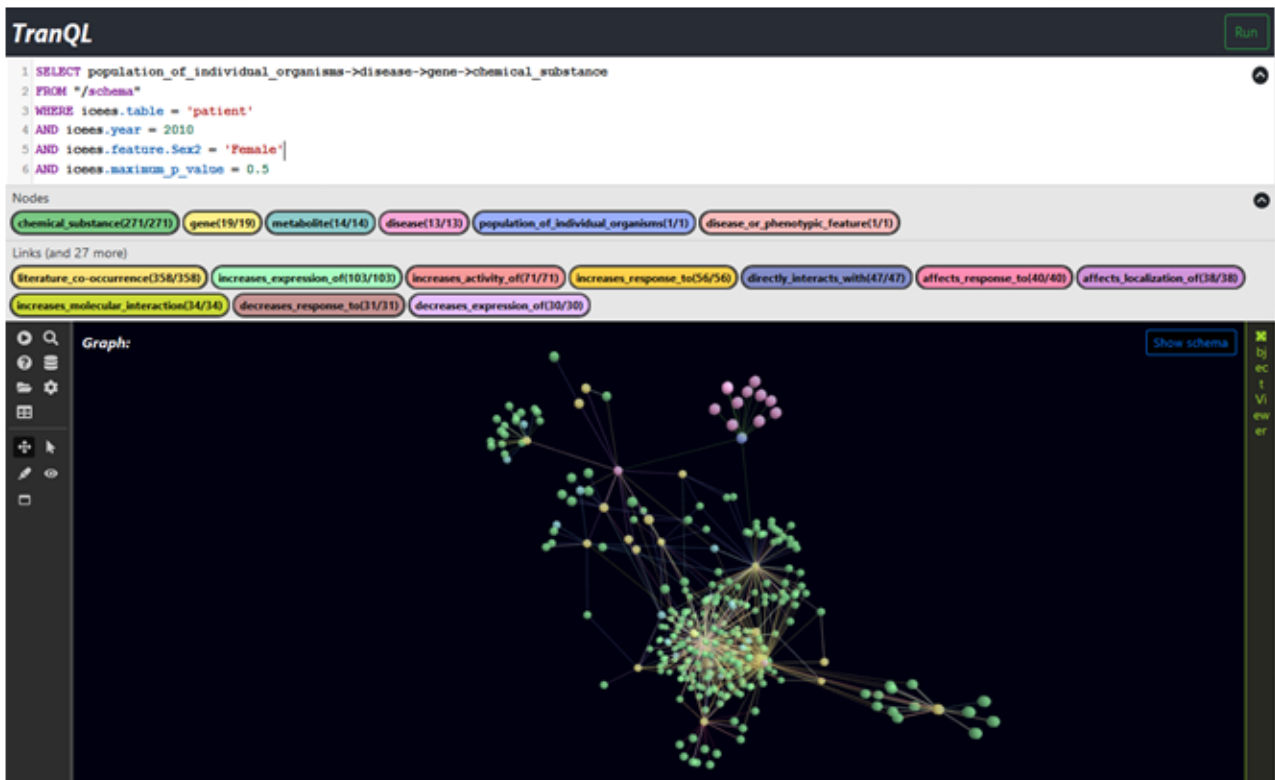 TranQL
Run
1 SELECT population_of_individual_organisms->disease->gene->chemical_substance
2 FROM "/schema"
3 WHERE icees.table = 'patient'
4 AND icees.year = 2010
5 AND icees.feature.Sex2 = 'Female'
6 AND icees.maximum_p_value = 0.5
Nodes
chemical_substance(271/271) gene(19/19) metabolite(14/14) disease(13/13) population_of_individual_organisms(1/1) disease_or_phenotypic_feature(1/1)
Links (and 27 more)
literature_co-occurrence(358/358) increases_expression_of(103/103) increases_activity_of(71/71) increases_response_to(56/56) directly_interacts_with(47/47) affects_response_to(40/40) affects_localization_of(38/38)
increases_molecular_interaction(34/34) decreases_response_to(31/31) decreases_expression_of(30/30)
Graph:
Show schema
bj
ec
t
Vi
ew
er